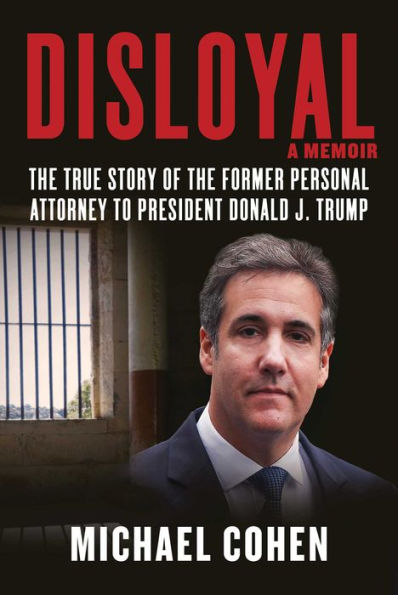 DISLOYAL
A MEMOIR
THE TRUE STORY OF THE FORMER PERSONAL
ATTORNEY TO PRESIDENT DONALD J. TRUMP
MICHAEL COHEN